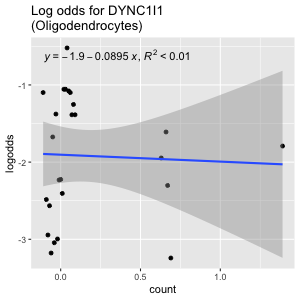 Log odds for DYNC1I1
(Oligodendrocytes)
y = −1.9 − 0.0895 x, R² < 0.01
-1
-2
-3
logodds
0.0 0.5 1.0
count